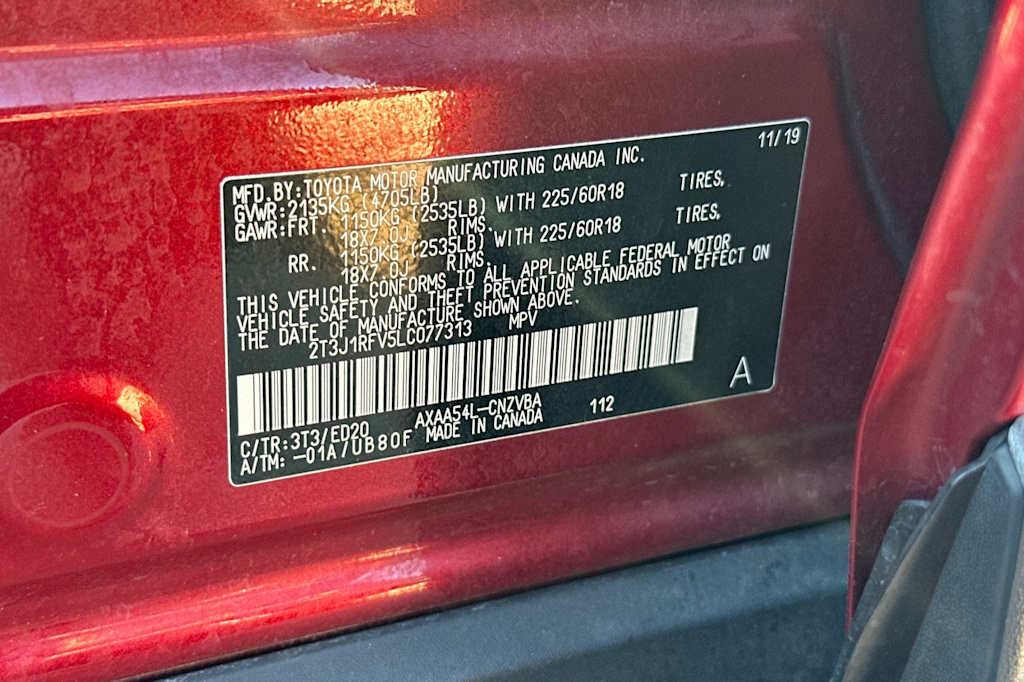 11/19
MFD.BY:TOYOTA MOTOR MANUFACTURING CANADA INC.
GVWR:2135KG (4705LB)
GAWR:FRT. 1150KG (2535LB) WITH 225/60R18 TIRES,
18X7.0J RIMS.
RR. 1150KG (2535LB) WITH 225/60R18 TIRES,
18X7.0J RIMS.
THIS VEHICLE CONFORMS TO ALL APPLICABLE FEDERAL MOTOR
VEHICLE SAFETY AND THEFT PREVENTION STANDARDS IN EFFECT ON
THE DATE OF MANUFACTURE SHOWN ABOVE.
2T3J1RFV5LC077313 MPV
A
AXAA54L-CNZVBA 112
C/TR:3T3/ED20 MADE IN CANADA
A/TM:-01A/UB80F